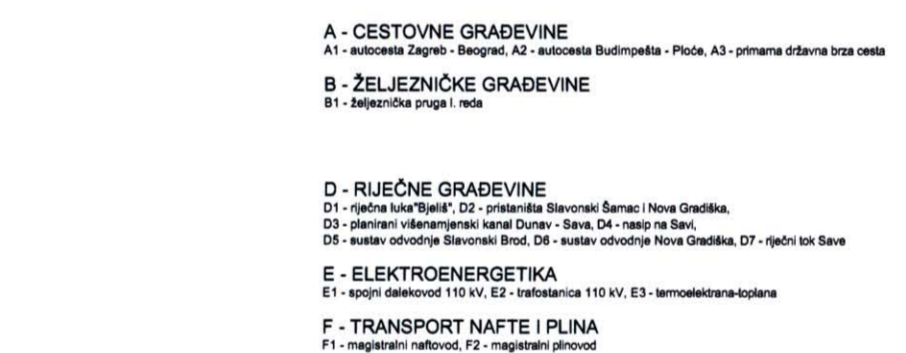 A - CESTOVNE GRAĐEVINE
A1 - autocesta Zagreb - Beograd, A2 - autocesta Budimpešta - Ploče, A3 - primarna državna brza cesta
B - ŽELJEZNIČKE GRAĐEVINE
B1 - željeznička pruga I. reda
D - RIJEČNE GRAĐEVINE
D1 - riječna luka"Bjeliš", D2 - pristaništa Slavonski Šamac i Nova Gradiška,
D3 - planirani višenamjenski kanal Dunav - Sava, D4 - nasip na Savi,
D5 - sustav odvodnje Slavonski Brod, D6 - sustav odvodnje Nova Gradiška, D7 - riječni tok Save
E - ELEKTROENERGETIKA
E1 - spojni dalekovod 110 kV, E2 - trafostanica 110 kV, E3 - termoelektrana-toplana
F - TRANSPORT NAFTE I PLINA
F1 - magistralni naftovod, F2 - magistralni plinovod